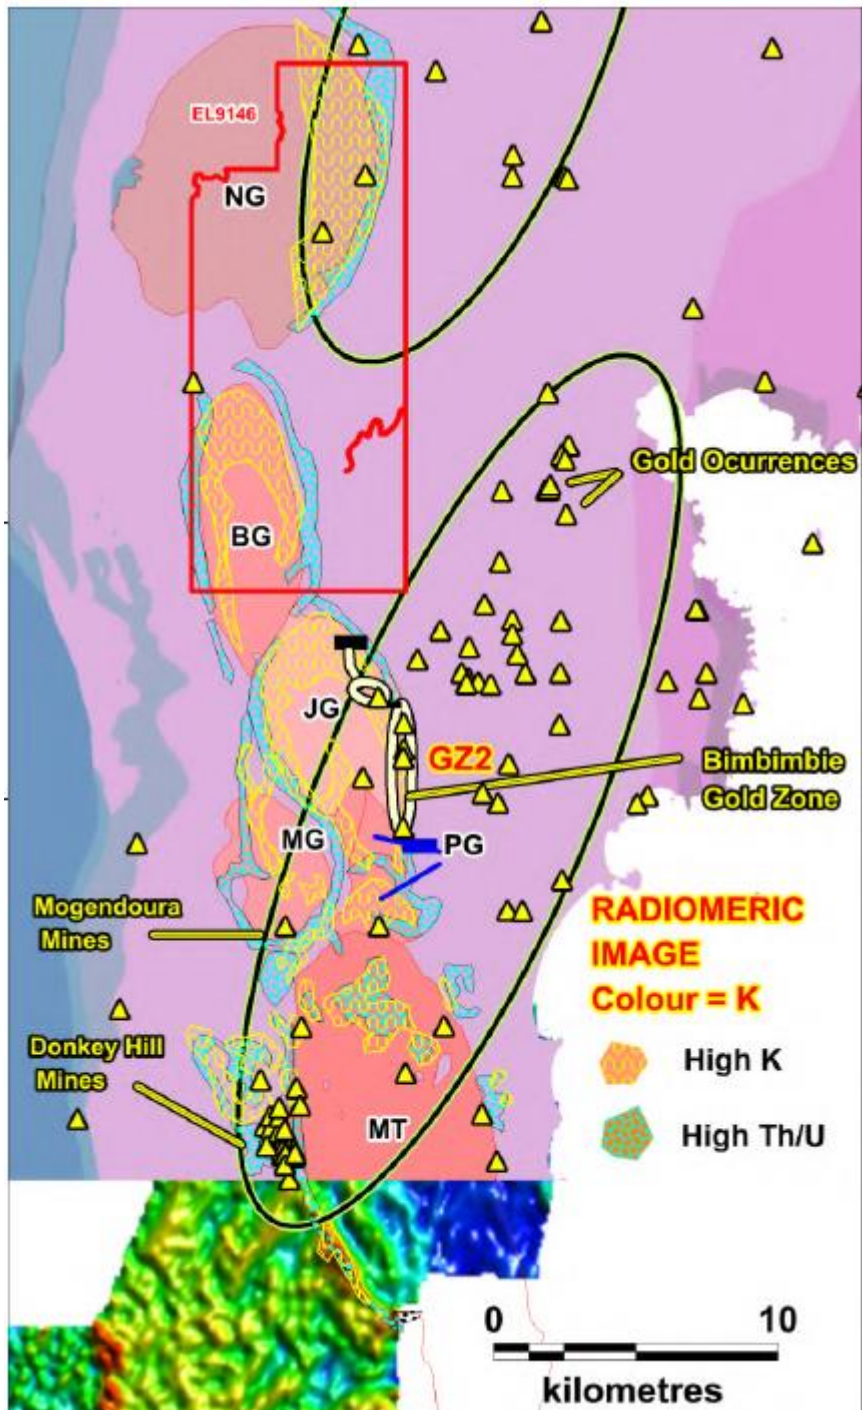 EL9146
NG
Gold Ocurrences
BG
JG
GZ2
Bimbimbie
Gold Zone
MG
PG
Mogendoura
Mines
RADIOMERIC
IMAGE
Colour = K
Donkey Hill
Mines
High K
MT
High Th/U
0 10
kilometres